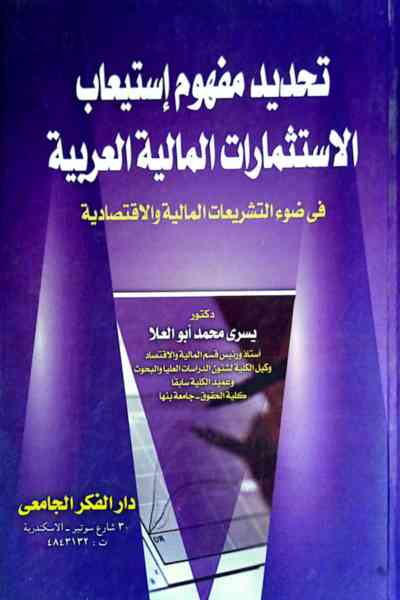 تحديد مفهوم إستيعاب
الاستثمارات المالية العربية
فى ضوء التشريعات المالية والاقتصادية
دكتور
يسرى محمد أبو العلا
أستاذ ورئيس قسم المالية والاقتصاد
وكيل الكلية لشئون الدراسات العليا والبحوث
وعميد الكلية سابقا
كلية الحقوق - جامعة بنها
دار الفكر الجامعى
٣٠ شارع سوتير - الاسكندرية
ت : ٤٨٤٣١٣٢